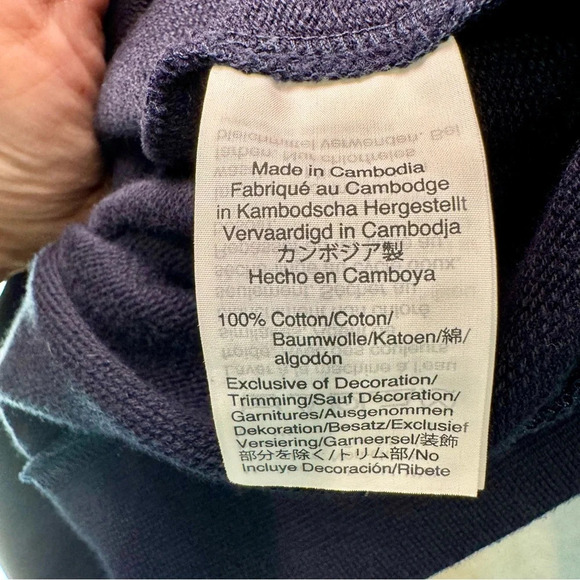 Made in Cambodia
Fabriqué au Cambodge
in Kambodscha Hergestellt
Vervaardigd in Cambodja
カンボジア製
Hecho en Camboya
100% Cotton/Coton/
Baumwolle/Katoen/綿/
algodón
Exclusive of Decoration/
Trimming/Sauf Décoration/
Garnitures/Ausgenommen
Dekoration/Besatz/Exclusief
Versiering/Garneersel/装飾
部分を除く/トリム部/No
Incluye Decoración/Ribete